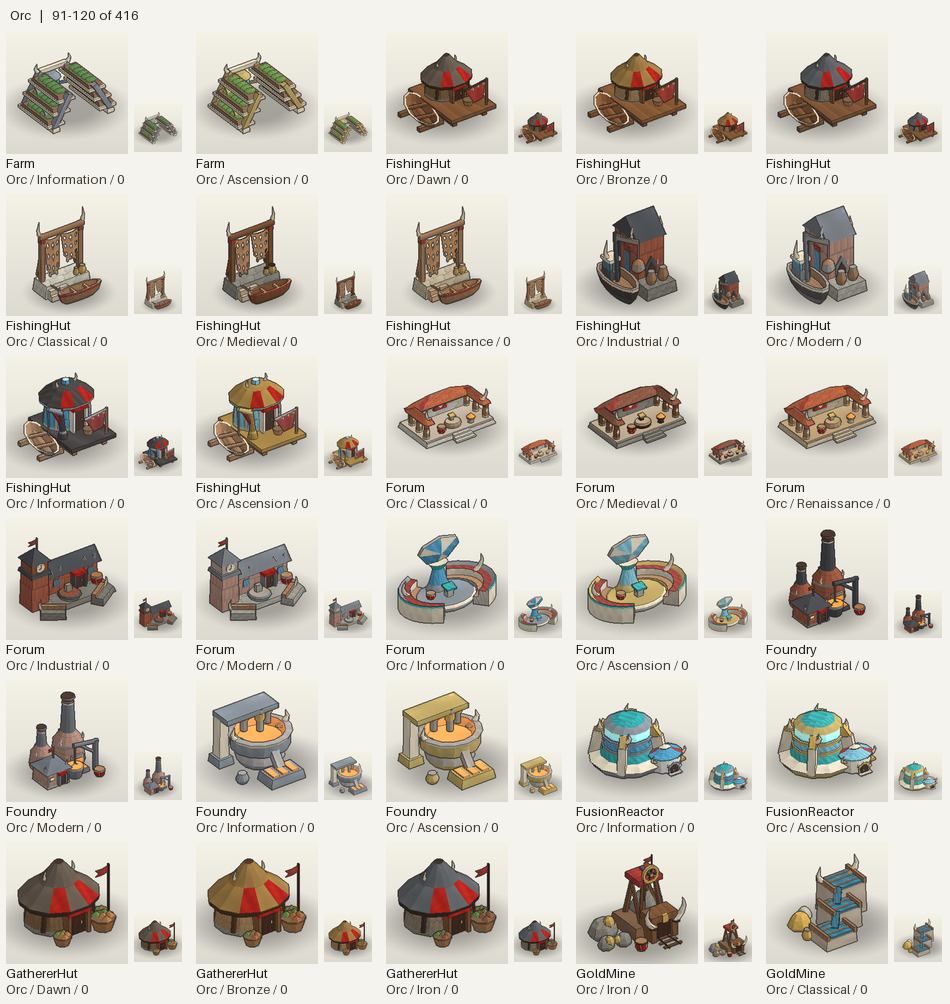 Orc | 91-120 of 416
Farm Farm FishingHut FishingHut FishingHut
Orc / Information / 0 Orc / Ascension / 0 Orc / Dawn / 0 Orc / Bronze / 0 Orc / Iron / 0
FishingHut FishingHut FishingHut FishingHut FishingHut
Orc / Classical / 0 Orc / Medieval / 0 Orc / Renaissance / 0 Orc / Industrial / 0 Orc / Modern / 0
FishingHut FishingHut Forum Forum Forum
Orc / Information / 0 Orc / Ascension / 0 Orc / Classical / 0 Orc / Medieval / 0 Orc / Renaissance / 0
Forum Forum Forum Forum Foundry
Orc / Industrial / 0 Orc / Modern / 0 Orc / Information / 0 Orc / Ascension / 0 Orc / Industrial / 0
Foundry Foundry Foundry FusionReactor FusionReactor
Orc / Modern / 0 Orc / Information / 0 Orc / Ascension / 0 Orc / Information / 0 Orc / Ascension / 0
GathererHut GathererHut GathererHut GoldMine GoldMine
Orc / Dawn / 0 Orc / Bronze / 0 Orc / Iron / 0 Orc / Iron / 0 Orc / Classical / 0